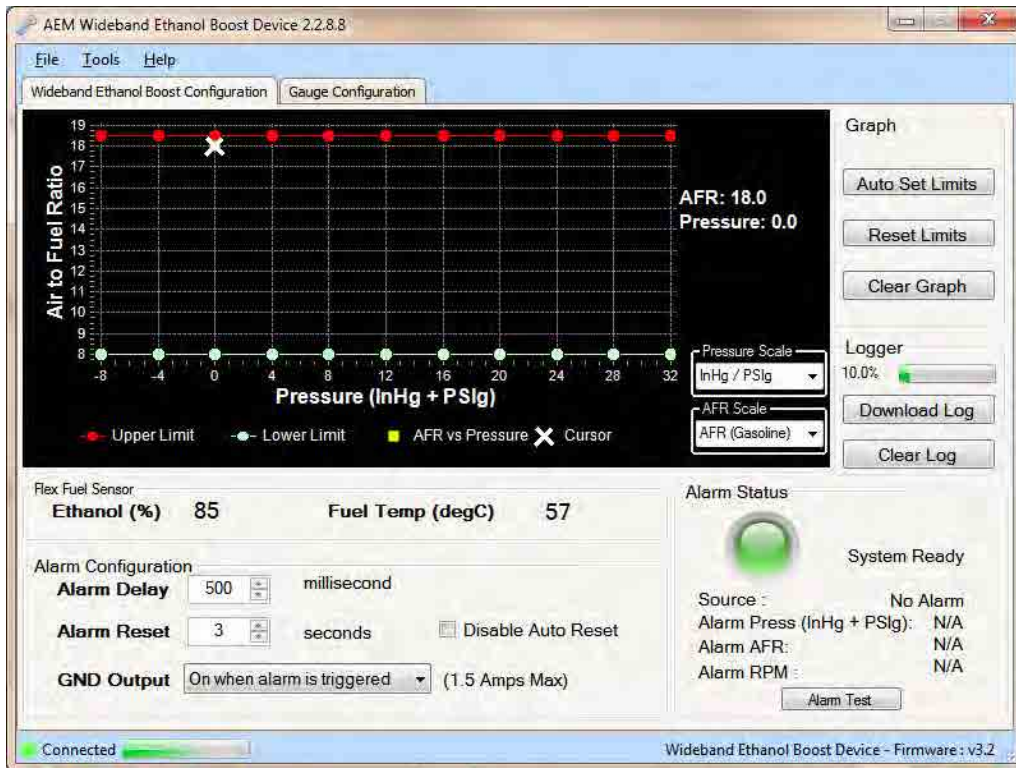 AEM Wideband Ethanol Boost Device 2.2.8.8
File Tools Help
Wideband Ethanol Boost Configuration
Gauge Configuration
Air to Fuel Ratio
19
18
17
16
15
14
13
12
11
10
9
8
-8 -4 0 4 8 12 16 20 24 28 32
Pressure (InHg + PSIg)
Upper Limit Lower Limit AFR vs Pressure Cursor
AFR: 18.0
Pressure: 0.0
Pressure Scale
InHg / PSIg
AFR Scale
AFR (Gasoline)
Graph
Auto Set Limits
Reset Limits
Clear Graph
Logger
10.0%
Download Log
Clear Log
Flex Fuel Sensor
Ethanol (%) 85 Fuel Temp (degC) 57
Alarm Configuration
Alarm Delay 500 millisecond
Alarm Reset 3 seconds Disable Auto Reset
GND Output On when alarm is triggered (1.5 Amps Max)
Alarm Status
System Ready
Source : No Alarm
Alarm Press (InHg + PSIg): N/A
Alarm AFR: N/A
Alarm RPM : N/A
Alarm Test
Connected
Wideband Ethanol Boost Device - Firmware : v3.2